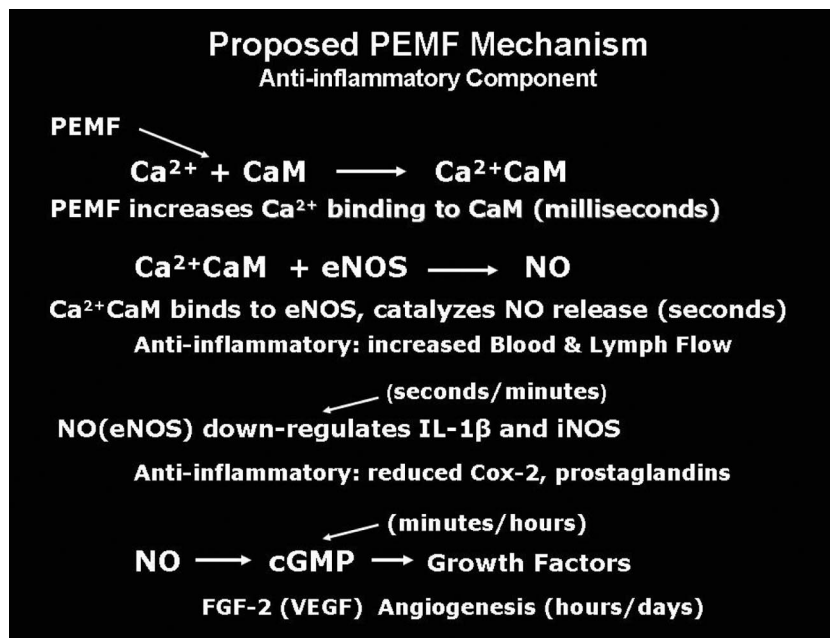 Proposed PEMF Mechanism
Anti-inflammatory Component
PEMF
Ca²⁺ + CaM → Ca²⁺CaM
PEMF increases Ca²⁺ binding to CaM (milliseconds)
Ca²⁺CaM + eNOS → NO
Ca²⁺CaM binds to eNOS, catalyzes NO release (seconds)
Anti-inflammatory: increased Blood & Lymph Flow
(seconds/minutes)
NO(eNOS) down-regulates IL-1β and iNOS
Anti-inflammatory: reduced Cox-2, prostaglandins
(minutes/hours)
NO → cGMP → Growth Factors
FGF-2 (VEGF) Angiogenesis (hours/days)